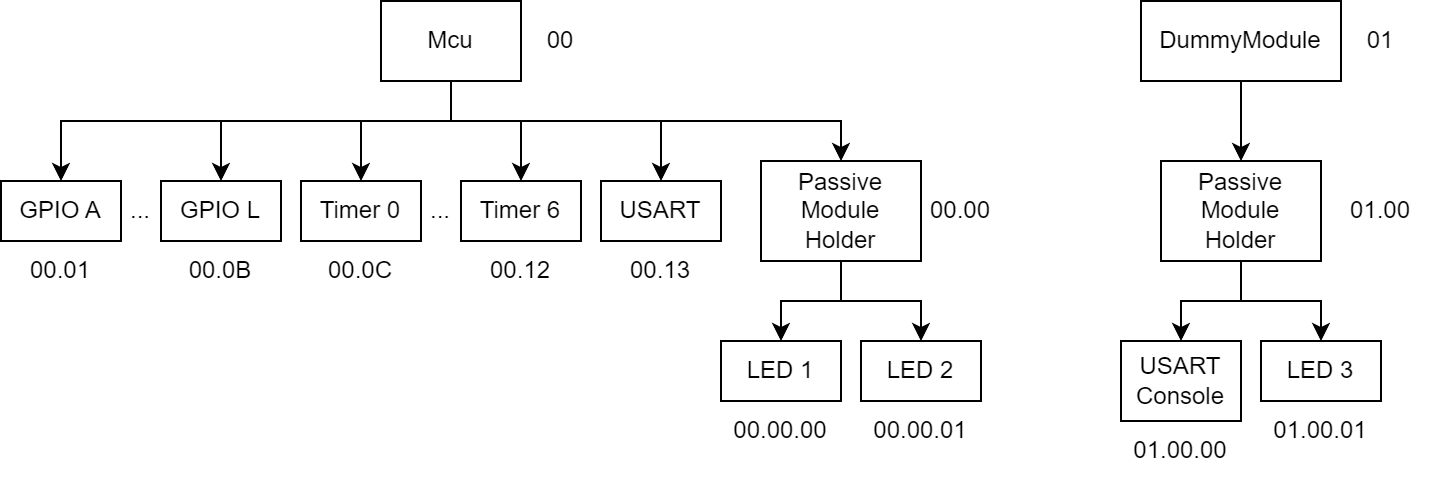 Mcu
00
DummyModule
01
GPIO A
...
GPIO L
Timer 0
...
Timer 6
USART
Passive
Module
Holder
00.00
Passive
Module
Holder
01.00
00.01
00.0B
00.0C
00.12
00.13
LED 1
LED 2
USART
Console
LED 3
00.00.00
00.00.01
01.00.00
01.00.01